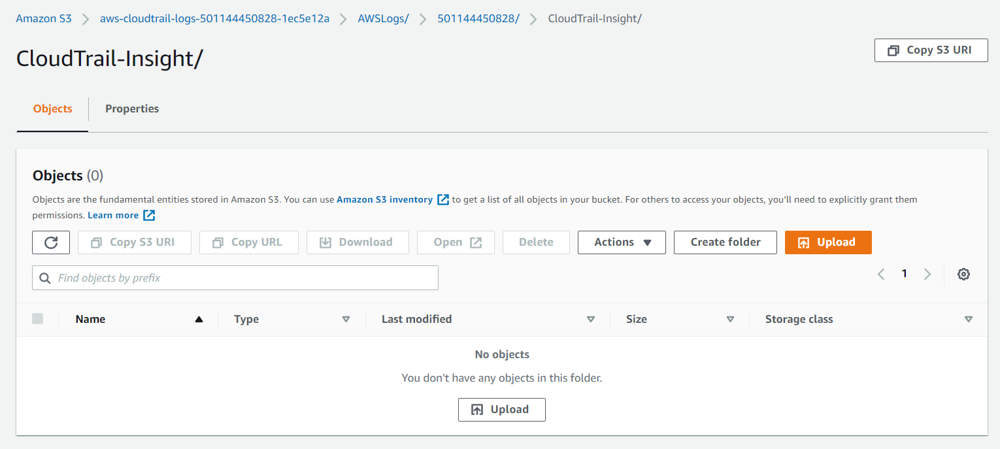 Amazon S3 > aws-cloudtrail-logs-501144450828-1ec5e12a > AWSLogs/ > 501144450828/ > CloudTrail-Insight/
CloudTrail-Insight/
Copy S3 URI
Objects Properties
Objects (0)
Objects are the fundamental entities stored in Amazon S3. You can use Amazon S3 inventory to get a list of all objects in your bucket. For others to access your objects, you’ll need to explicitly grant them
permissions. Learn more
Copy S3 URI Copy URL Download Open Delete Actions Create folder Upload
Find objects by prefix
1
Name Type Last modified Size Storage class
No objects
You don't have any objects in this folder.
Upload